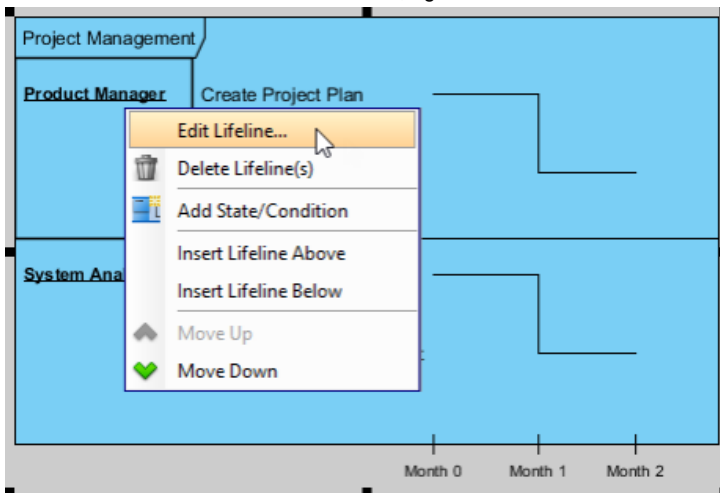 Project Management
Product Manager
Create Project Plan
Edit Lifeline...
Delete Lifeline(s)
Add State/Condition
Insert Lifeline Above
System Ana
Insert Lifeline Below
Move Up
Move Down
Month 0 Month 1 Month 2